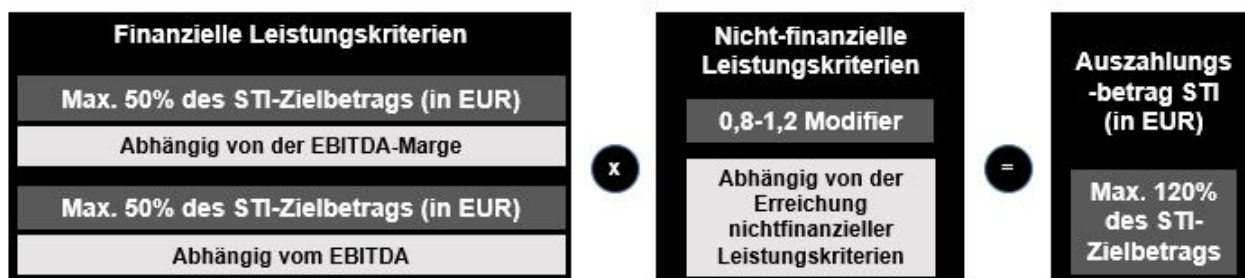 Finanzielle Leistungskriterien
Max. 50% des STI-Zielbetrags (in EUR)
Abhängig von der EBITDA-Marge
Max. 50% des STI-Zielbetrags (in EUR)
Abhängig vom EBITDA
x
Nicht-finanzielle
Leistungskriterien
0,8-1,2 Modifier
Abhängig von der
Erreichung
nichtfinanzieller
Leistungskriterien
=
Auszahlungs
-betrag STI
(in EUR)
Max. 120%
des STI-
Zielbetrags